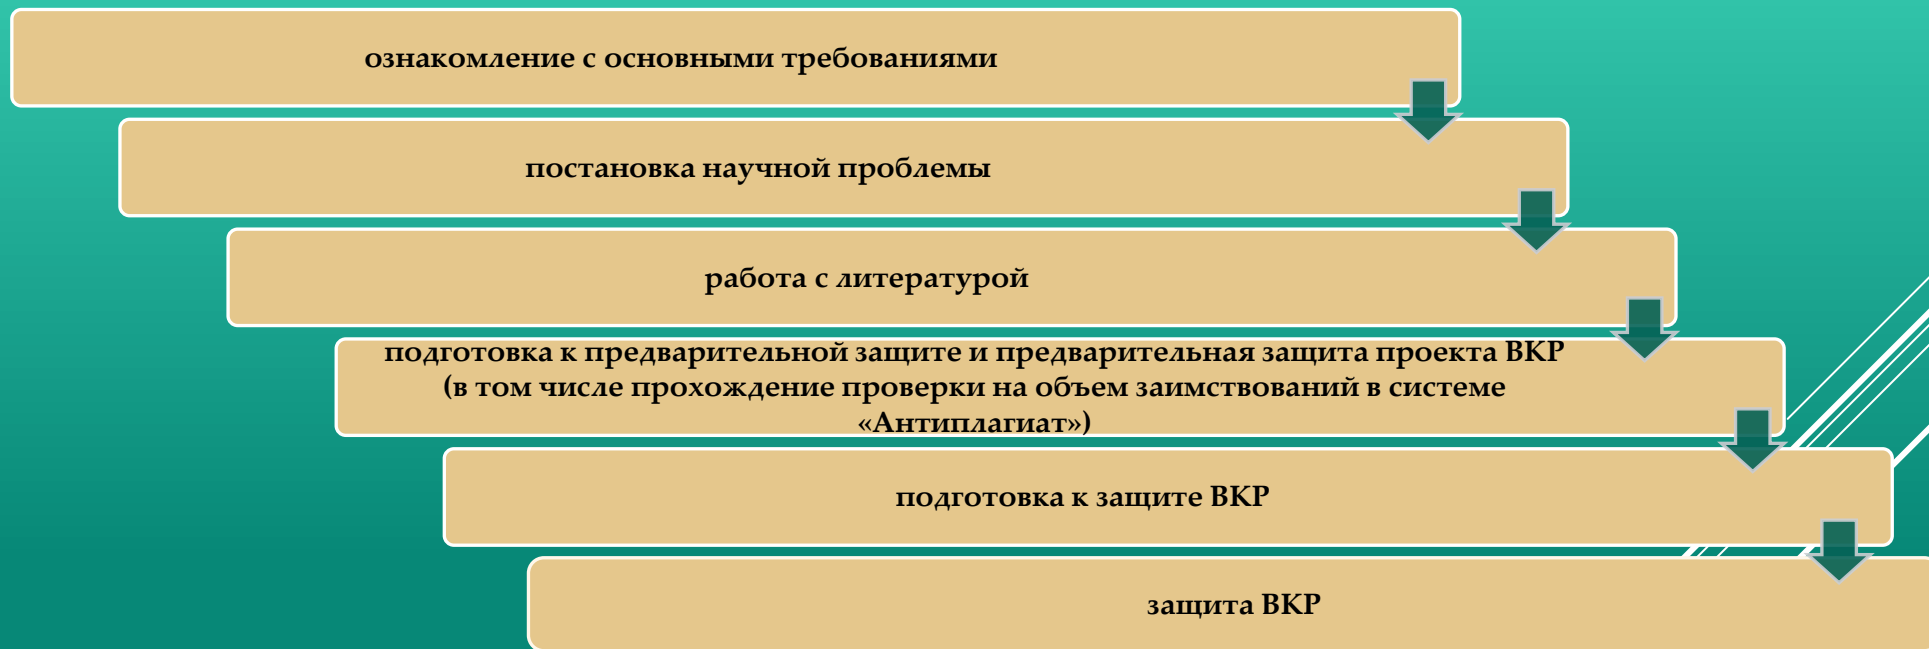 ознакомление с основными требованиями
постановка научной проблемы
работа с литературой
подготовка к предварительной защите и предварительная защита проекта ВКР
(в том числе прохождение проверки на объем заимствований в системе
«Антиплагиат»)
подготовка к защите ВКР
защита ВКР